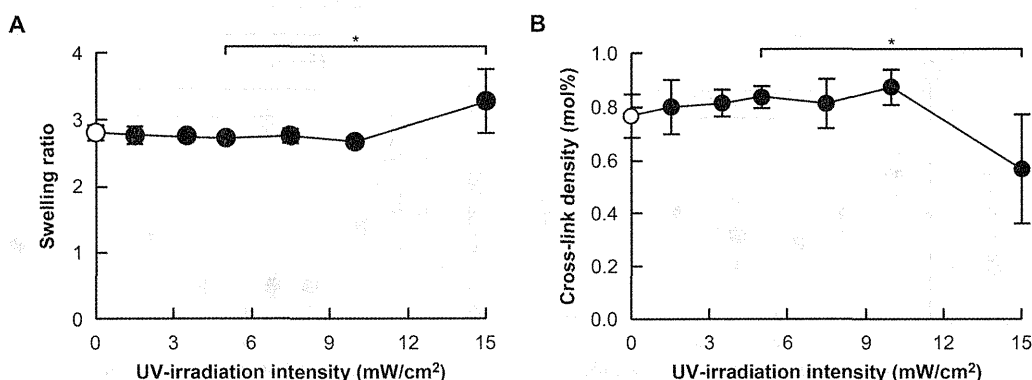 A
*
4
3
2
1
0
Swelling ratio
0 3 6 9 12 15
UV-irradiation intensity (mW/cm²)
B
*
1.0
0.8
0.6
0.4
0.2
0.0
Cross-link density (mol%)
0 3 6 9 12 15
UV-irradiation intensity (mW/cm²)